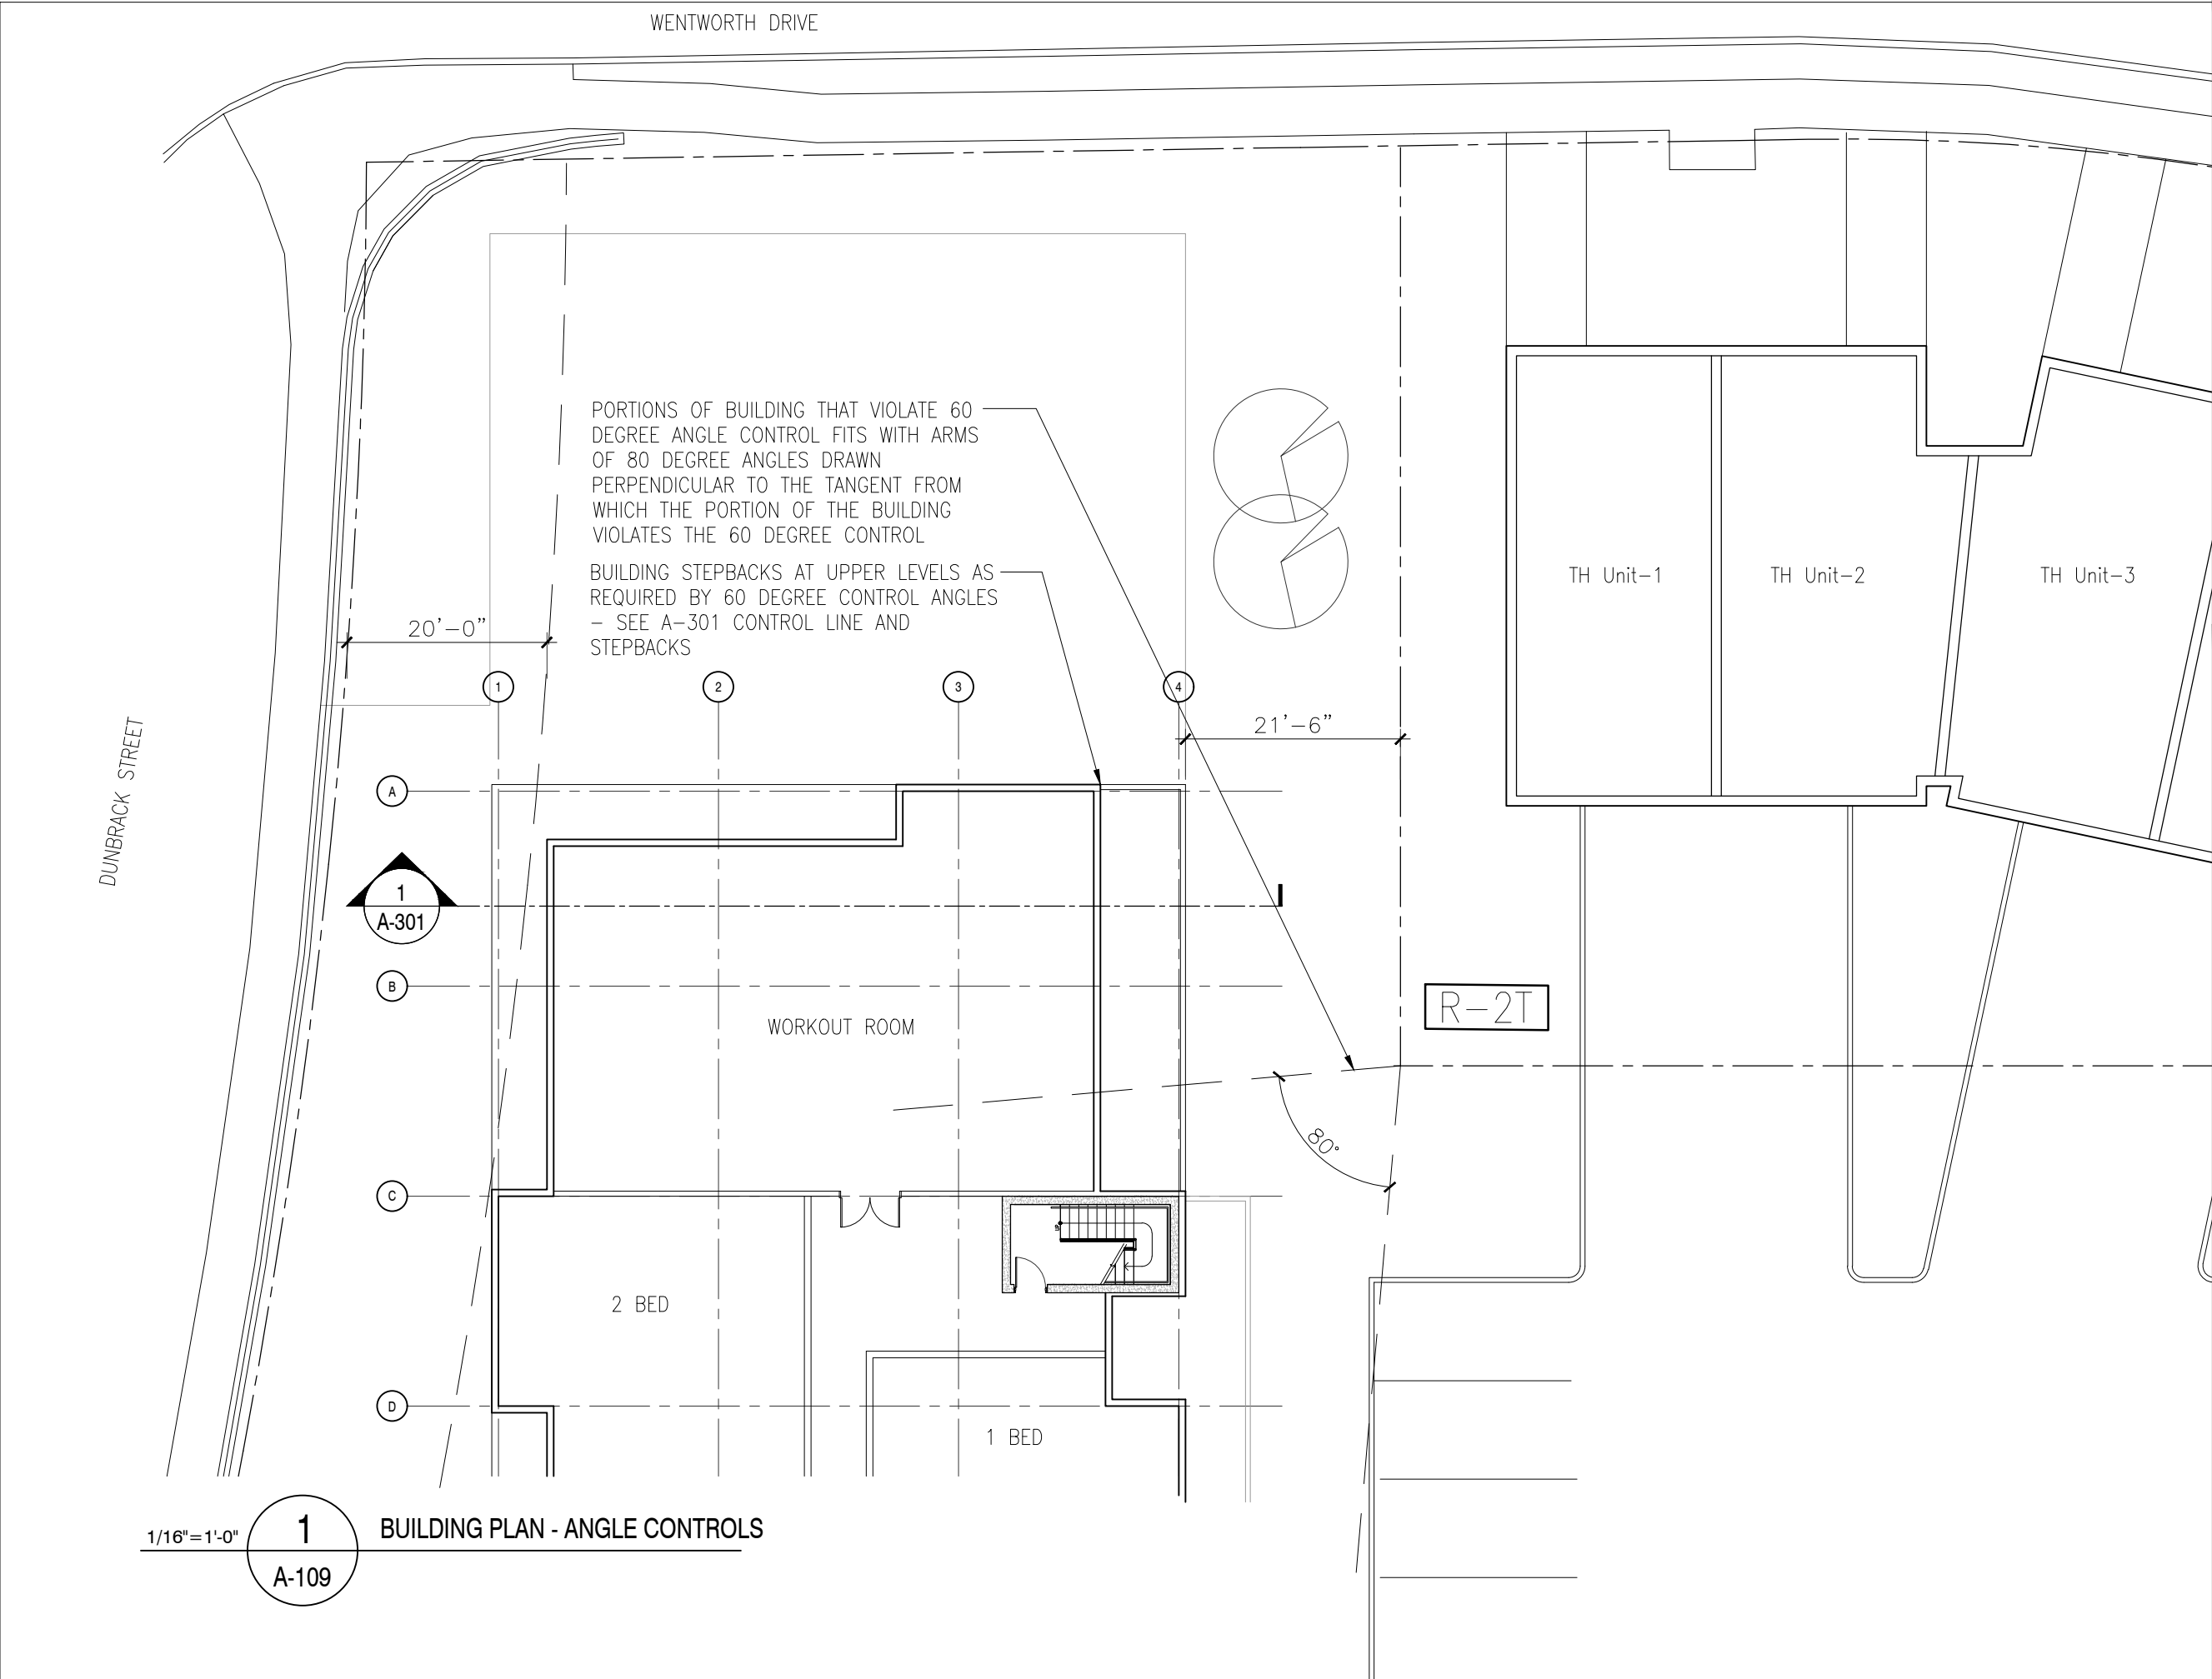 WENTWORTH DRIVE
PORTIONS OF BUILDING THAT VIOLATE 60
DEGREE ANGLE CONTROL FITS WITH ARMS
OF 80 DEGREE ANGLES DRAWN
PERPENDICULAR TO THE TANGENT FROM
WHICH THE PORTION OF THE BUILDING
VIOLATES THE 60 DEGREE CONTROL
BUILDING STEPBACKS AT UPPER LEVELS AS
REQUIRED BY 60 DEGREE CONTROL ANGLES
– SEE A–301 CONTROL LINE AND
STEPBACKS
TH Unit–1
TH Unit–2
TH Unit–3
20'–0"
1
2
3
4
21'–6"
DUNBRACK STREET
A
1
A-301
B
R–2T
WORKOUT ROOM
80°
C
2 BED
D
1 BED
1/16"=1'-0"
1
A-109
BUILDING PLAN - ANGLE CONTROLS